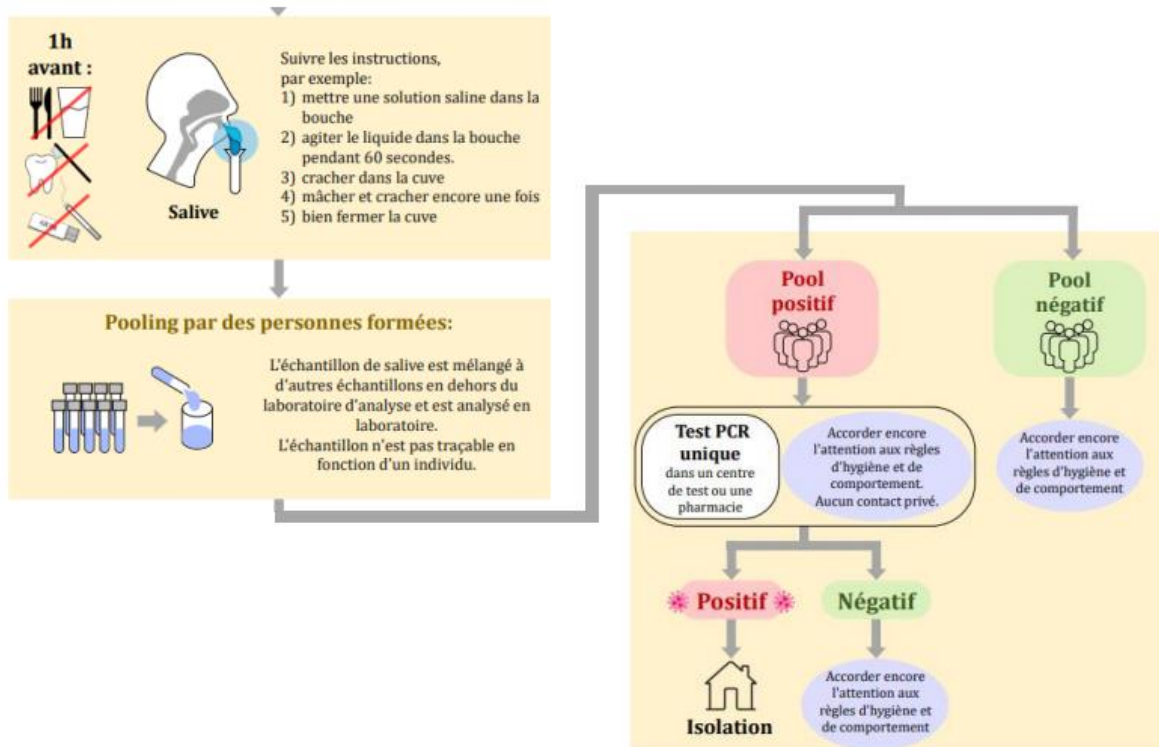 1h
avant :
Salive
Suivre les instructions,
par exemple:
1) mettre une solution saline dans la
bouche
2) agiter le liquide dans la bouche
pendant 60 secondes.
3) cracher dans la cuve
4) mâcher et cracher encore une fois
5) bien fermer la cuve
Pooling par des personnes formées:
L'échantillon de salive est mélangé à
d'autres échantillons en dehors du
laboratoire d'analyse et est analysé en
laboratoire.
L'échantillon n'est pas traçable en
fonction d'un individu.
Pool
positif
Pool
négatif
Test PCR
unique
dans un centre
de test ou une
pharmacie
Accorder encore
l'attention aux règles
d'hygiène et de
comportement.
Aucun contact privé.
Accorder encore
l'attention aux
règles d'hygiène et
de comportement
Positif
Négatif
Isolation
Accorder encore
l'attention aux
règles d'hygiène et
de comportement